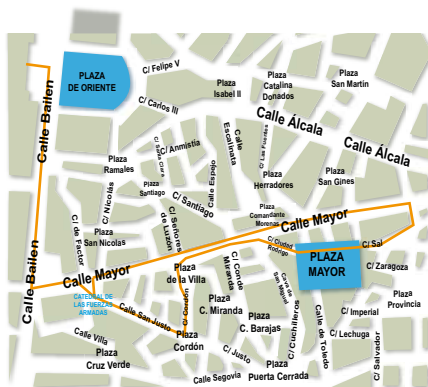 C/ Felipe V
PLAZA
DE ORIENTE
Plaza
Isabel II
Plaza
Catalina
Donados
Plaza
San Martin
C/ Carlos III
Calle Álcala
Calle Álcala
Calle Bailen
Calle
Escalinata
C/ Las Fuentes
C/ Santa Clara
C/ Anmistia
Plaza
Ramales
Calle Espejo
Plaza
Herradores
Plaza
San Gines
C/ Nicolás
Plaza
Santiago
C/ Santiago
Plaza
Comandante
Morenas
Calle Mayor
C/ de Factor
Plaza
San Nicolás
C/ Señores
de Luzón
C/ Ciudad
Rodrigo
C/ Sal
PLAZA
MAYOR
C/ Zaragoza
Calle Bailen
Calle Mayor
Plaza
de la Villa
C/ Conde
Miranda
Cava de
San Miguel
CATEDRAL DE
LAS FUERZAS
ARMADAS
Calle San Justo
C/ Cordón
Plaza
C. Miranda
Plaza
C. Barajas
C/ Cuchilleros
Calle de Toledo
C/ Imperial
Plaza
Provincia
C/ Lechuga
C/ Salvador
Calle Villa
Plaza
Cruz Verde
Plaza
Cordón
C/ Justo
Calle Segovia
Plaza
Puerta Cerrada